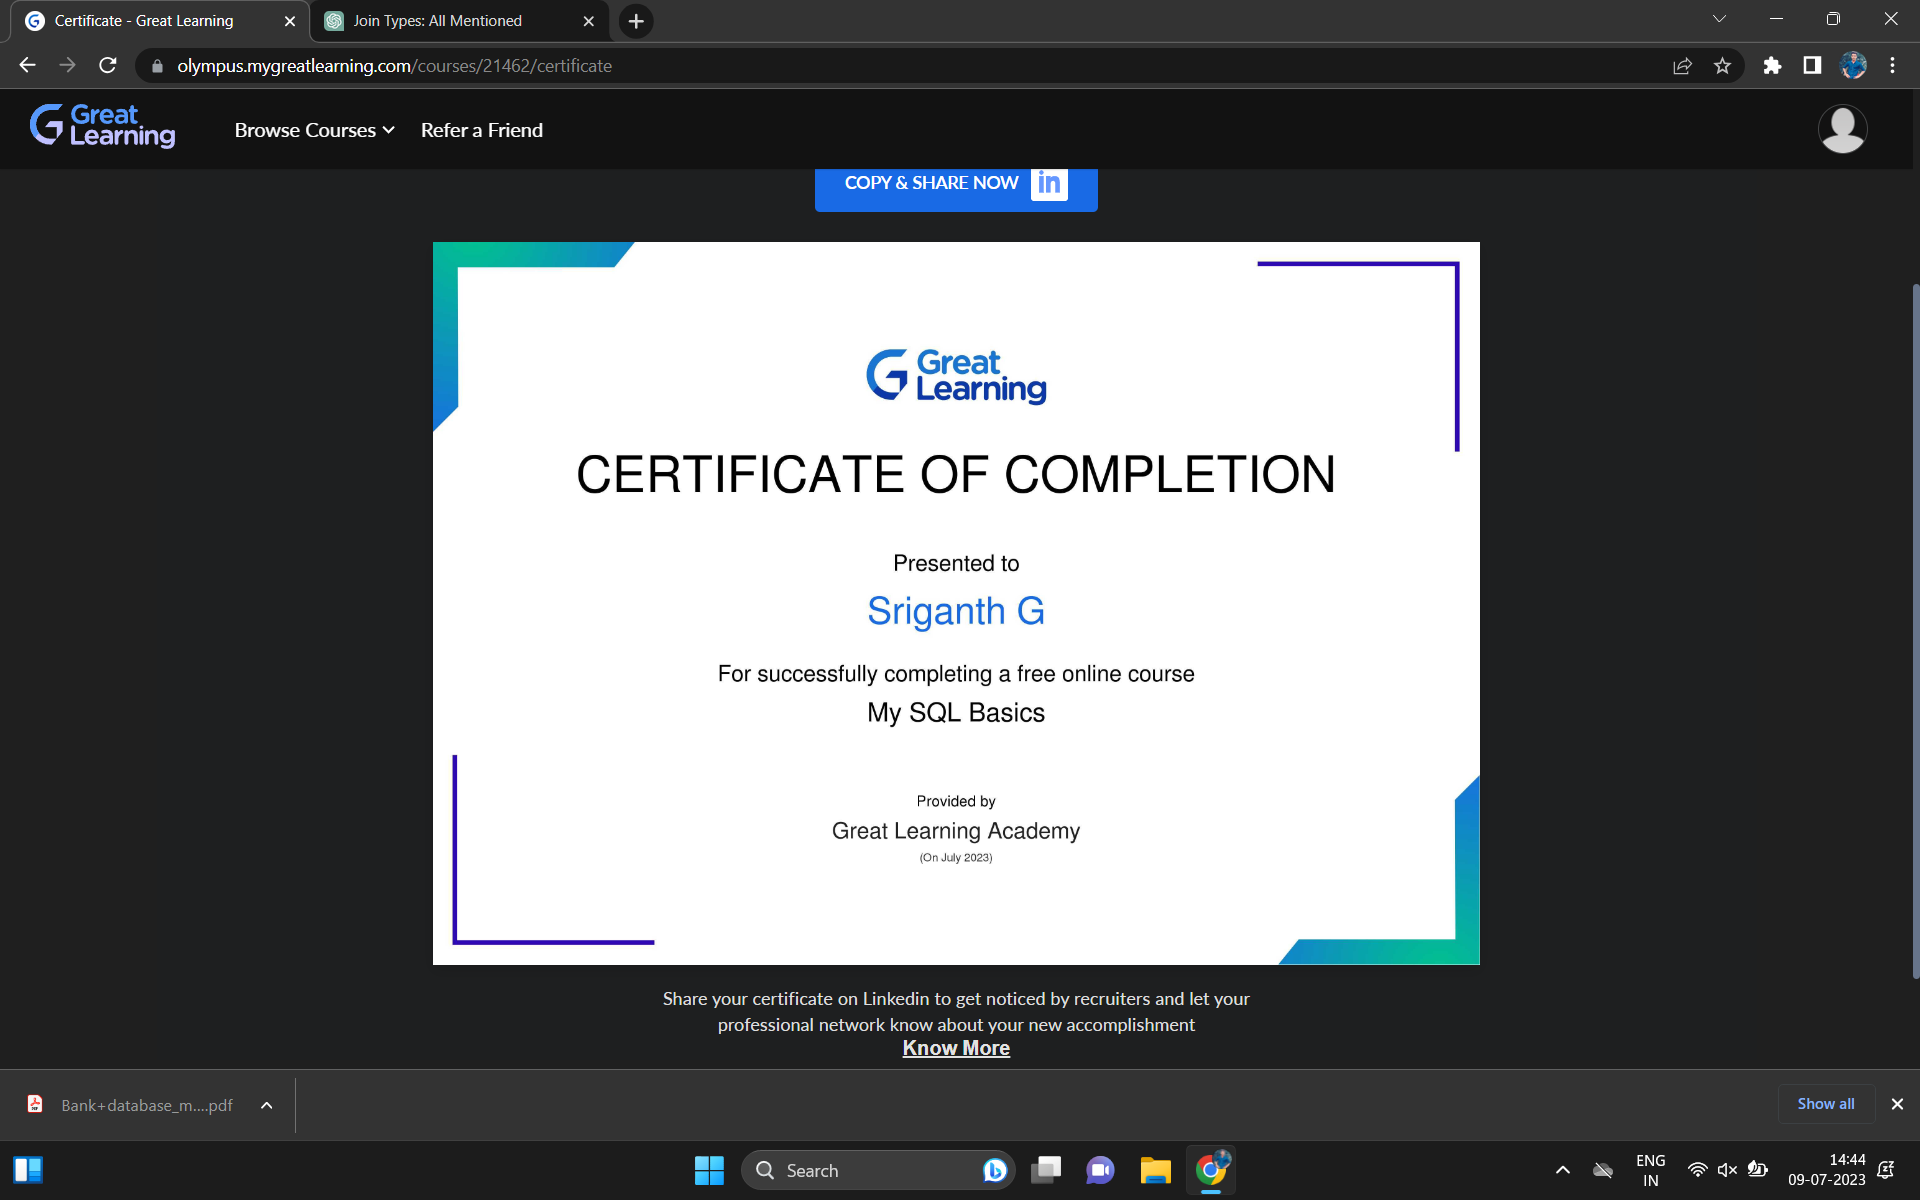 Certificate - Great Learning
Join Types: All Mentioned
olympus.mygreatlearning.com/courses/21462/certificate
Great Learning
Browse Courses
Refer a Friend
COPY & SHARE NOW in
Great
Learning
CERTIFICATE OF COMPLETION
Presented to
Sriganth G
For successfully completing a free online course
My SQL Basics
Provided by
Great Learning Academy
(On July 2023)
Share your certificate on Linkedin to get noticed by recruiters and let your
professional network know about your new accomplishment
Know More
Bank+database_m....pdf
Show all
Search
ENG
IN
14:44
09-07-2023